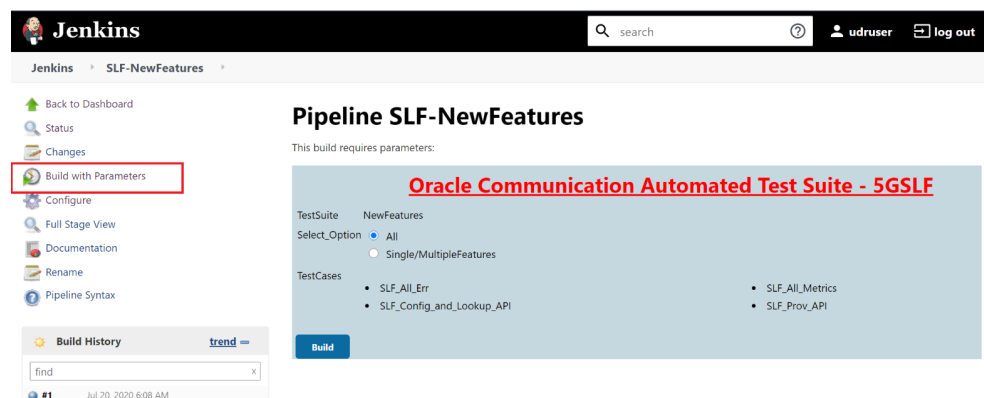 Jenkins
search
udruser
log out
Jenkins
SLF-NewFeatures
Back to Dashboard
Status
Changes
Build with Parameters
Configure
Full Stage View
Documentation
Rename
Pipeline Syntax
Build History
trend
find
x
#1 Jul 20, 2020 6:08 AM
Pipeline SLF-NewFeatures
This build requires parameters:
Oracle Communication Automated Test Suite - 5GSLF
TestSuite NewFeatures
Select_Option All
Single/MultipleFeatures
TestCases
• SLF_All_Err • SLF_All_Metrics
• SLF_Config_and_Lookup_API • SLF_Prov_API
Build